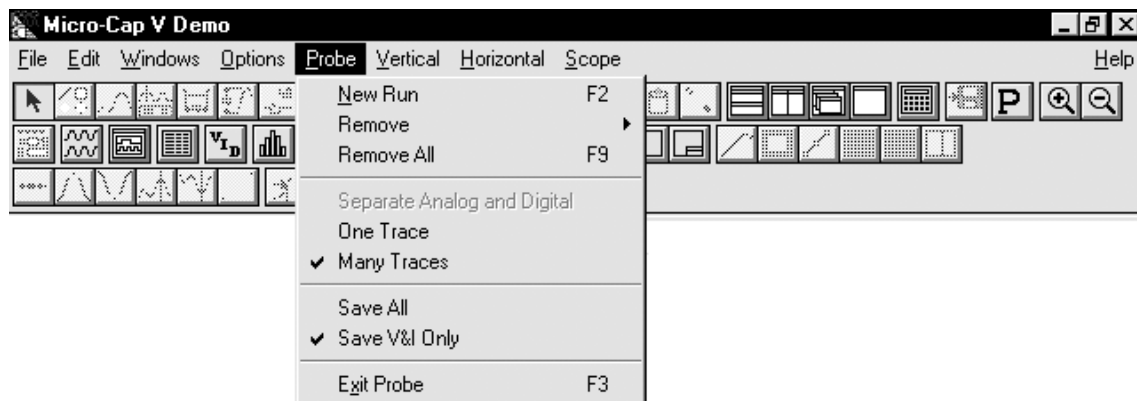 Micro-Cap V Demo
File Edit Windows Options Probe Vertical Horizontal Scope Help
New Run F2
Remove
Remove All F9
P
V I D
Separate Analog and Digital
One Trace
Many Traces
Save All
Save V&I Only
Exit Probe F3